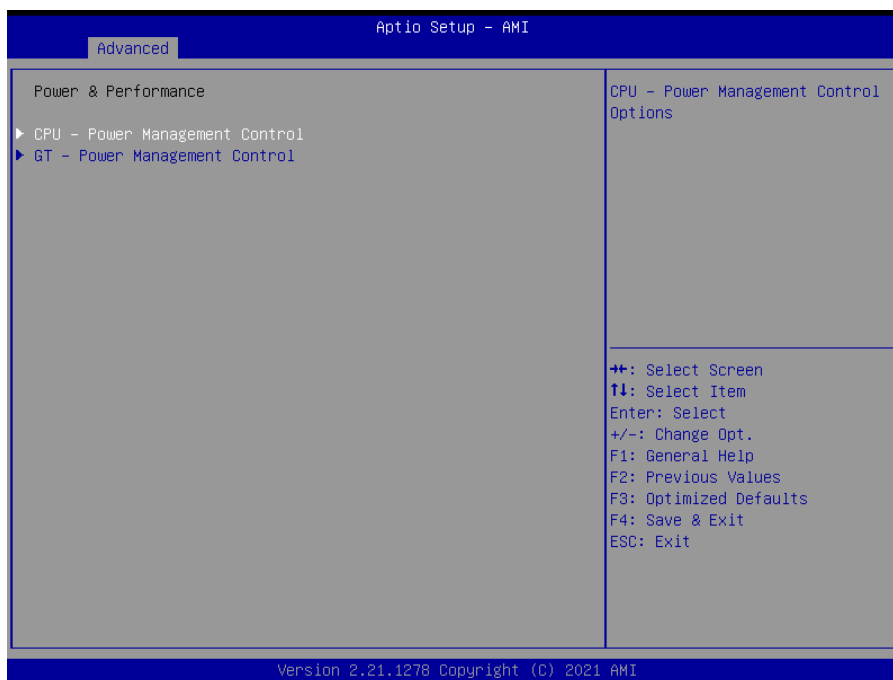 Aptio Setup – AMI
Advanced
Power & Performance
▶ CPU – Power Management Control
▶ GT – Power Management Control
CPU – Power Management Control
Options
→←: Select Screen
↑↓: Select Item
Enter: Select
+/–: Change Opt.
F1: General Help
F2: Previous Values
F3: Optimized Defaults
F4: Save & Exit
ESC: Exit
Version 2.21.1278 Copyright (C) 2021 AMI